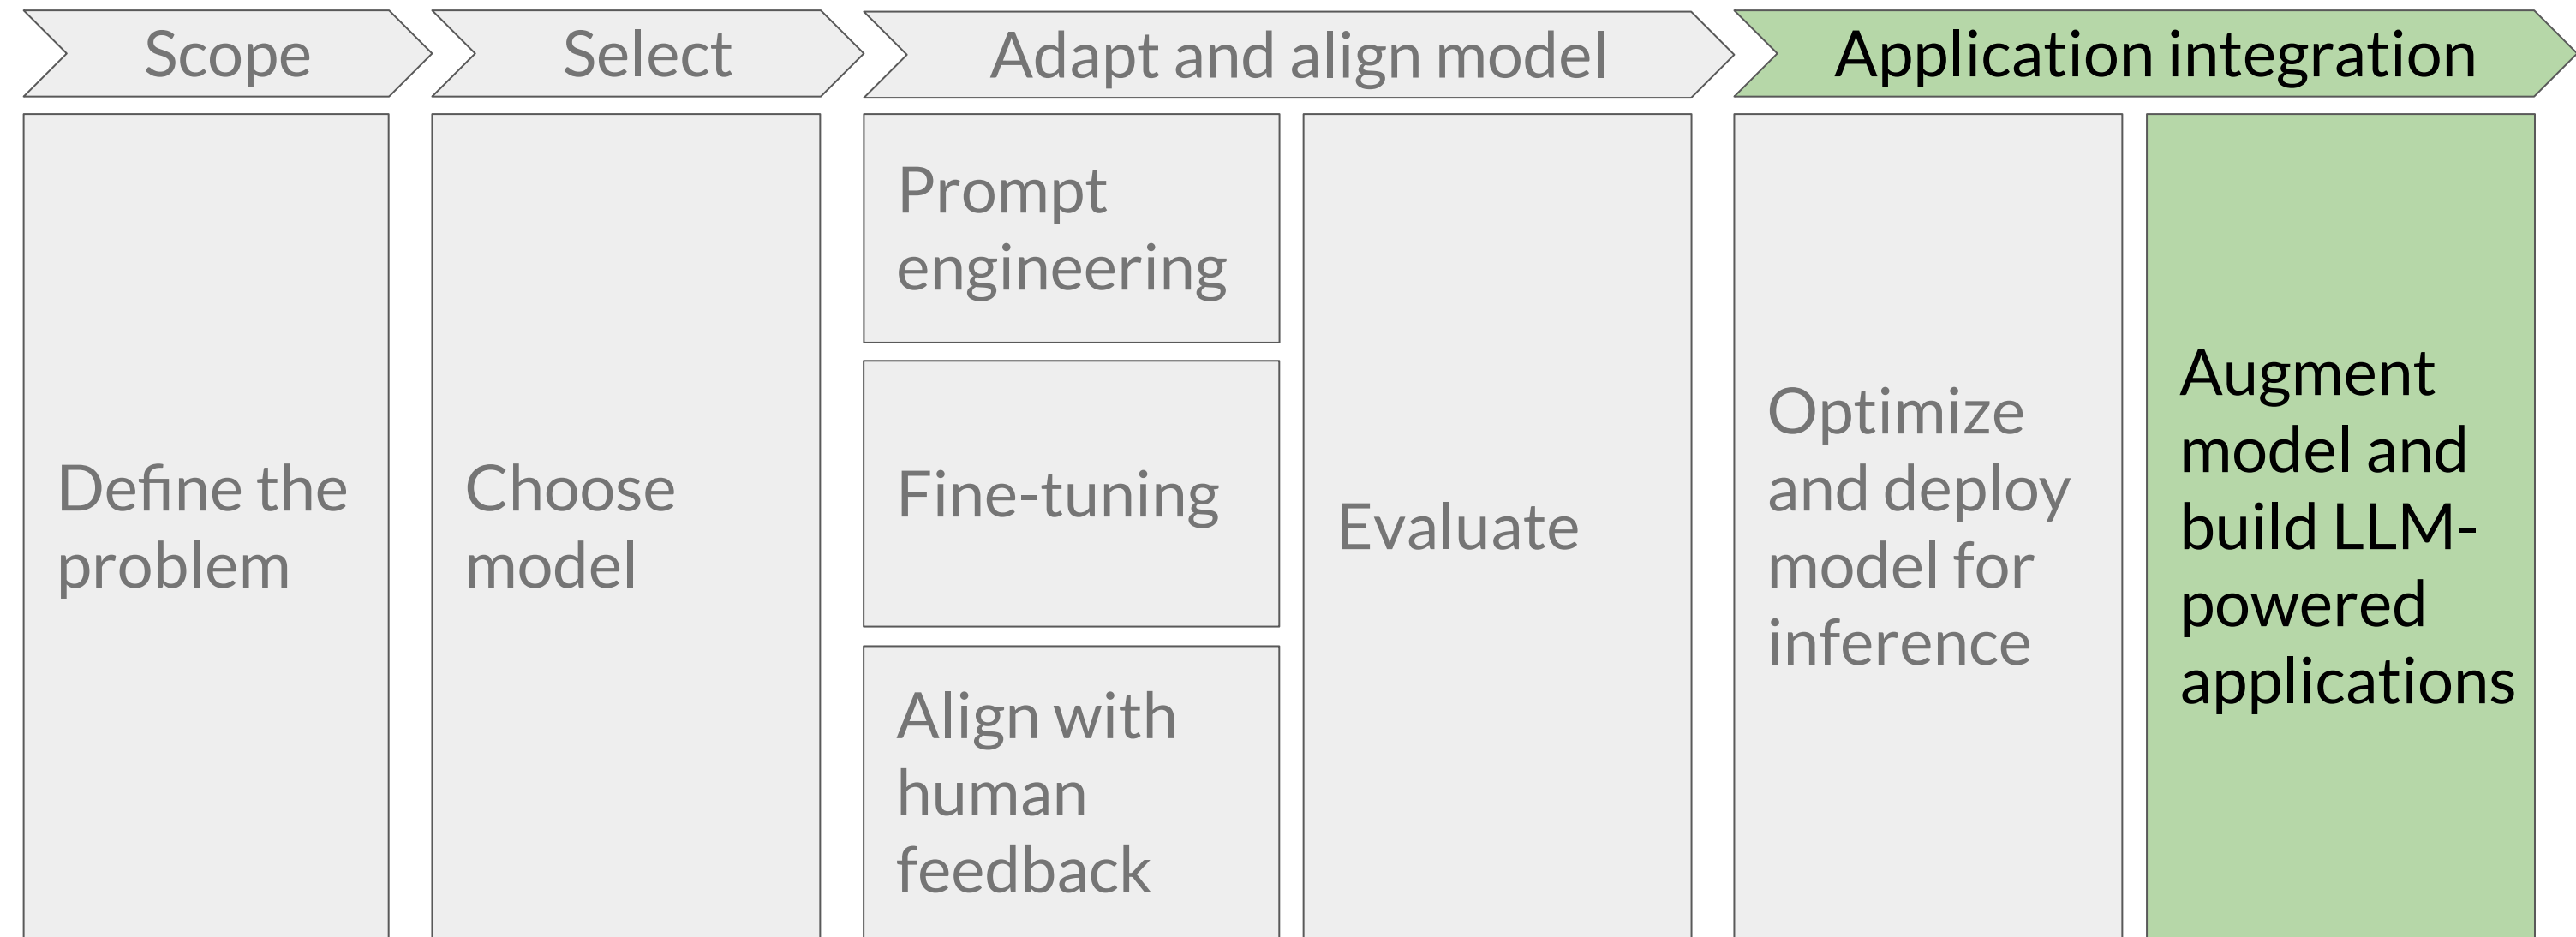 Scope
Select
Adapt and align model
Application integration
Define the
problem
Choose
model
Prompt
engineering
Fine-tuning
Align with
human
feedback
Evaluate
Optimize
and deploy
model for
inference
Augment
model and
build LLM-
powered
applications